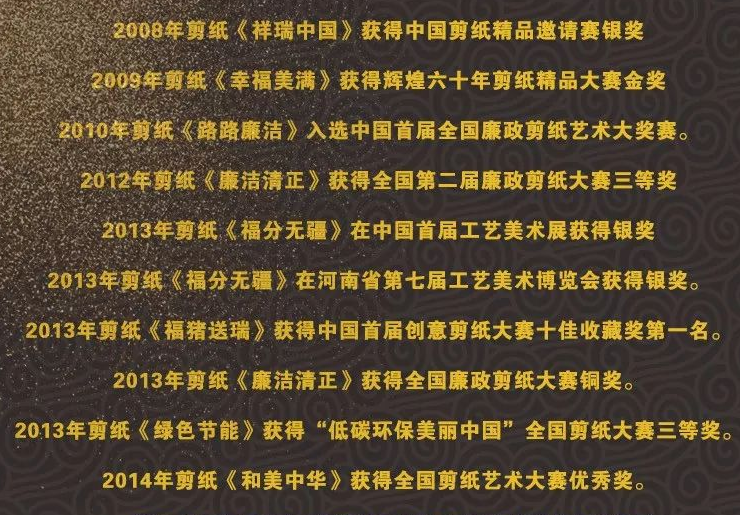 2008年剪纸《祥瑞中国》获得中国剪纸精品邀请赛银奖
2009年剪纸《幸福美满》获得辉煌六十年剪纸精品大赛金奖
2010年剪纸《路路廉洁》入选中国首届全国廉政剪纸艺术大奖赛。
2012年剪纸《廉洁清正》获得全国第二届廉政剪纸大赛三等奖
2013年剪纸《福分无疆》在中国首届工艺美术展获得银奖
2013年剪纸《福分无疆》在河南省第七届工艺美术博览会获得银奖。
2013年剪纸《福猪送瑞》获得中国首届创意剪纸大赛十佳收藏奖第一名。
2013年剪纸《廉洁清正》获得全国廉政剪纸大赛铜奖。
2013年剪纸《绿色节能》获得“低碳环保美丽中国”全国剪纸大赛三等奖。
2014年剪纸《和美中华》获得全国剪纸艺术大赛优秀奖。